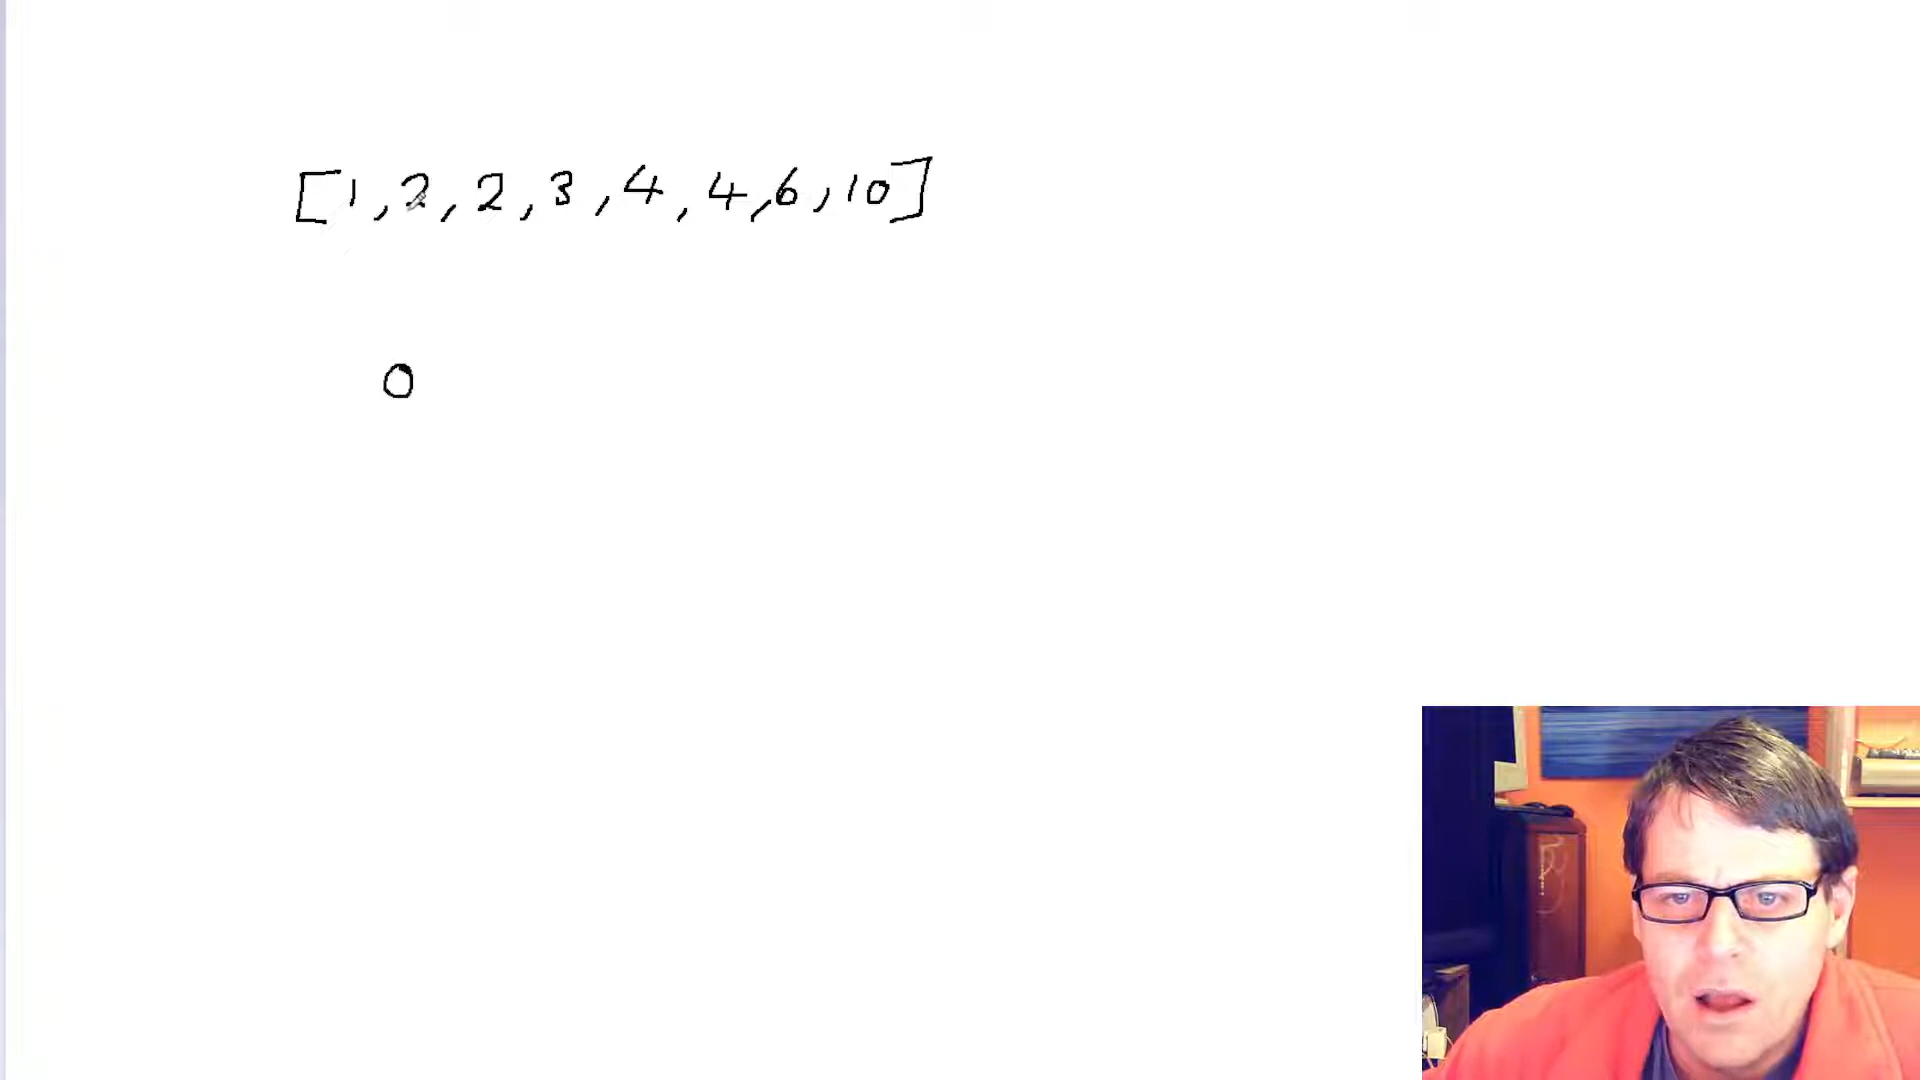 [1, 2, 2, 3, 4, 4, 6, 10]
0